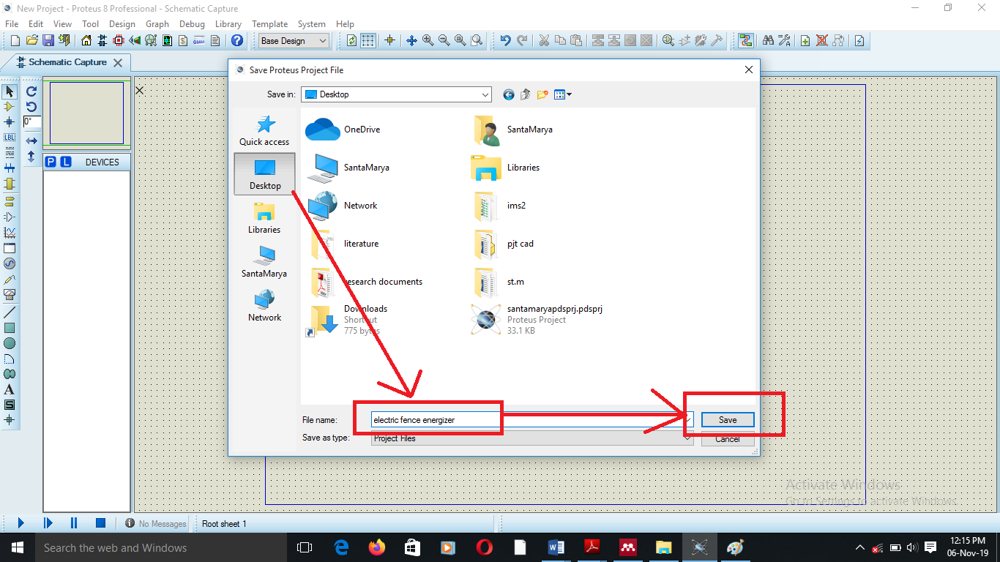 New Project - Proteus 8 Professional - Schematic Capture
File Edit View Tool Design Graph Debug Library Template System Help
Base Design
Schematic Capture
0°
LBL
P L DEVICES
A
S
Save Proteus Project File
Save in: Desktop
Quick access
Desktop
Libraries
SantaMarya
Network
OneDrive
SantaMarya
SantaMarya
Libraries
Network
ims2
literature
pjt cad
research documents
st.m
Downloads
Shortcut
775 bytes
santamaryapdsprj.pdsprj
Proteus Project
33.1 KB
File name: electric fence energizer Save
Save as type: Project Files Cancel
Activate Windows
Go to Settings to activate Windows.
No Messages Root sheet 1
Search the web and Windows
12:15 PM
06-Nov-19